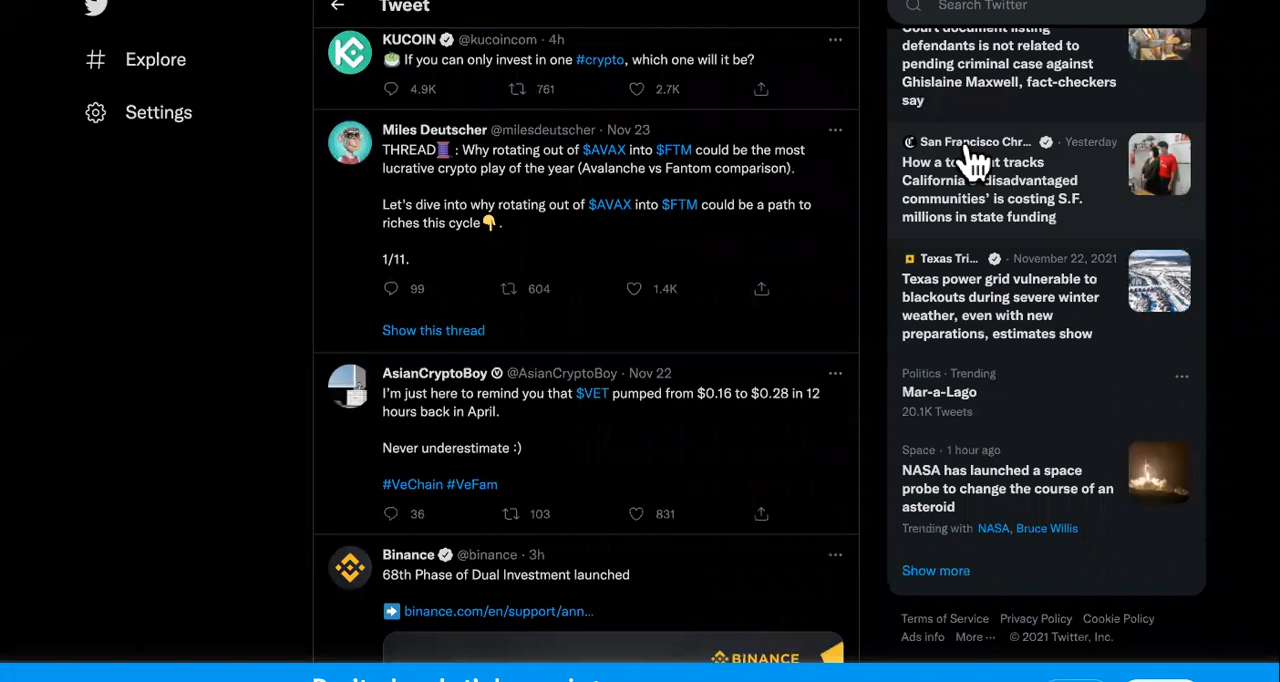 Tweet
Search Twitter
Explore
Settings
KUCOIN @kucoincom · 4h
If you can only invest in one #crypto, which one will it be?
4.9K 761 2.7K
Miles Deutscher @milesdeutscher · Nov 23
THREAD🧵: Why rotating out of $AVAX into $FTM could be the most
lucrative crypto play of the year (Avalanche vs Fantom comparison).
Let's dive into why rotating out of $AVAX into $FTM could be a path to
riches this cycle👇.
1/11.
99 604 1.4K
Show this thread
AsianCryptoBoy @AsianCryptoBoy · Nov 22
I'm just here to remind you that $VET pumped from $0.16 to $0.28 in 12
hours back in April.
Never underestimate :)
#VeChain #VeFam
36 103 831
Binance @binance · 3h
68th Phase of Dual Investment launched
➡️ binance.com/en/support/ann...
BINANCE
Court document listing
defendants is not related to
pending criminal case against
Ghislaine Maxwell, fact-checkers
say
San Francisco Chr... · Yesterday
How a tracks
California's 'disadvantaged
communities' is costing S.F.
millions in state funding
Texas Tri... · November 22, 2021
Texas power grid vulnerable to
blackouts during severe winter
weather, even with new
preparations, estimates show
Politics · Trending
Mar-a-Lago
20.1K Tweets
Space · 1 hour ago
NASA has launched a space
probe to change the course of an
asteroid
Trending with NASA, Bruce Willis
Show more
Terms of Service Privacy Policy Cookie Policy
Ads info More ··· © 2021 Twitter, Inc.